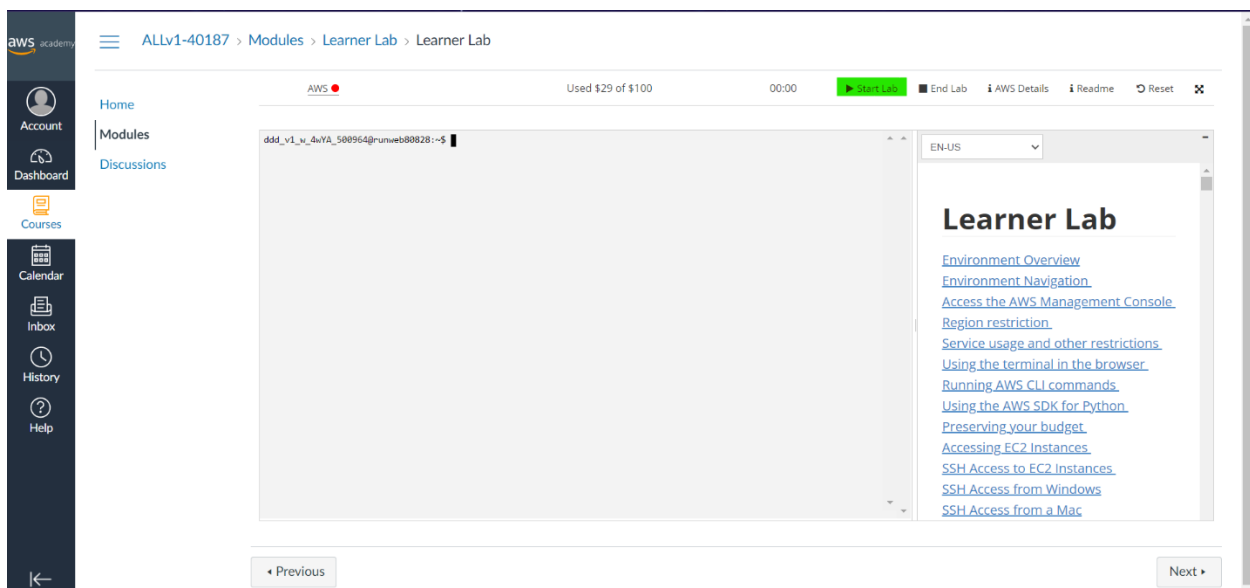 aws academy
ALLv1-40187 > Modules > Learner Lab > Learner Lab
Account
Dashboard
Courses
Calendar
Inbox
History
Help
Home
Modules
Discussions
AWS
Used $29 of $100
00:00
Start Lab
End Lab
AWS Details
Readme
Reset
ddd_v1_w_4wYA_500964@runweb80828:~$
EN-US
Learner Lab
Environment Overview
Environment Navigation
Access the AWS Management Console
Region restriction
Service usage and other restrictions
Using the terminal in the browser
Running AWS CLI commands
Using the AWS SDK for Python
Preserving your budget
Accessing EC2 Instances
SSH Access to EC2 Instances
SSH Access from Windows
SSH Access from a Mac
Previous
Next